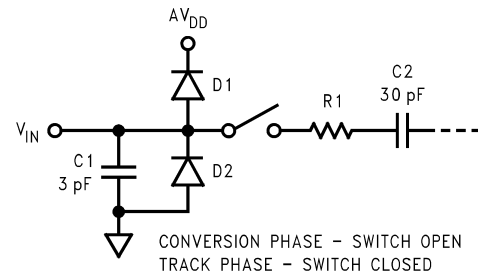 AVDD
D1
C2
30 pF
R1
VIN
C1
3 pF
D2
CONVERSION PHASE – SWITCH OPEN
TRACK PHASE – SWITCH CLOSED